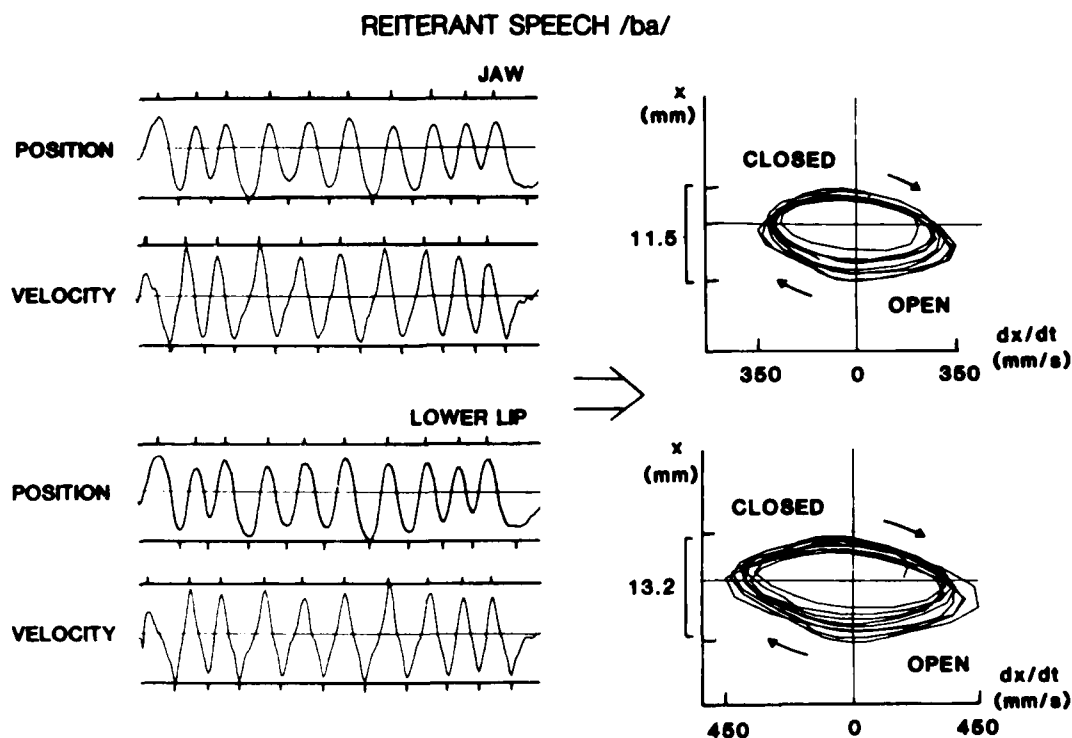 REITERANT SPEECH /ba/
JAW
POSITION
VELOCITY
LOWER LIP
POSITION
VELOCITY
x
(mm)
CLOSED
11.5
OPEN
dx/dt
(mm/s)
350 0 350
x
(mm)
CLOSED
13.2
OPEN
dx/dt
(mm/s)
450 0 450